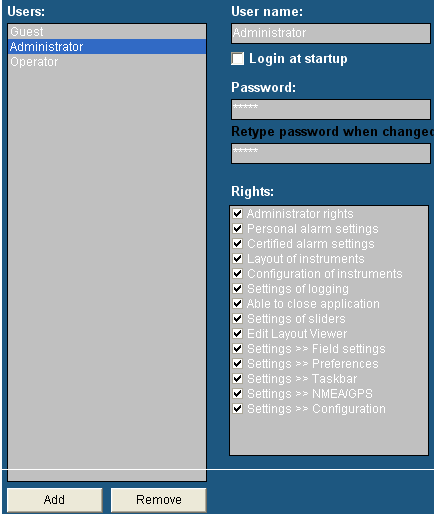 Users:
Guest
Administrator
Operator
Add
Remove
User name:
Administrator
Login at startup
Password:
*****
Retype password when changed
*****
Rights:
Administrator rights
Personal alarm settings
Certified alarm settings
Layout of instruments
Configuration of instruments
Settings of logging
Able to close application
Settings of sliders
Edit Layout Viewer
Settings >> Field settings
Settings >> Preferences
Settings >> Taskbar
Settings >> NMEA/GPS
Settings >> Configuration